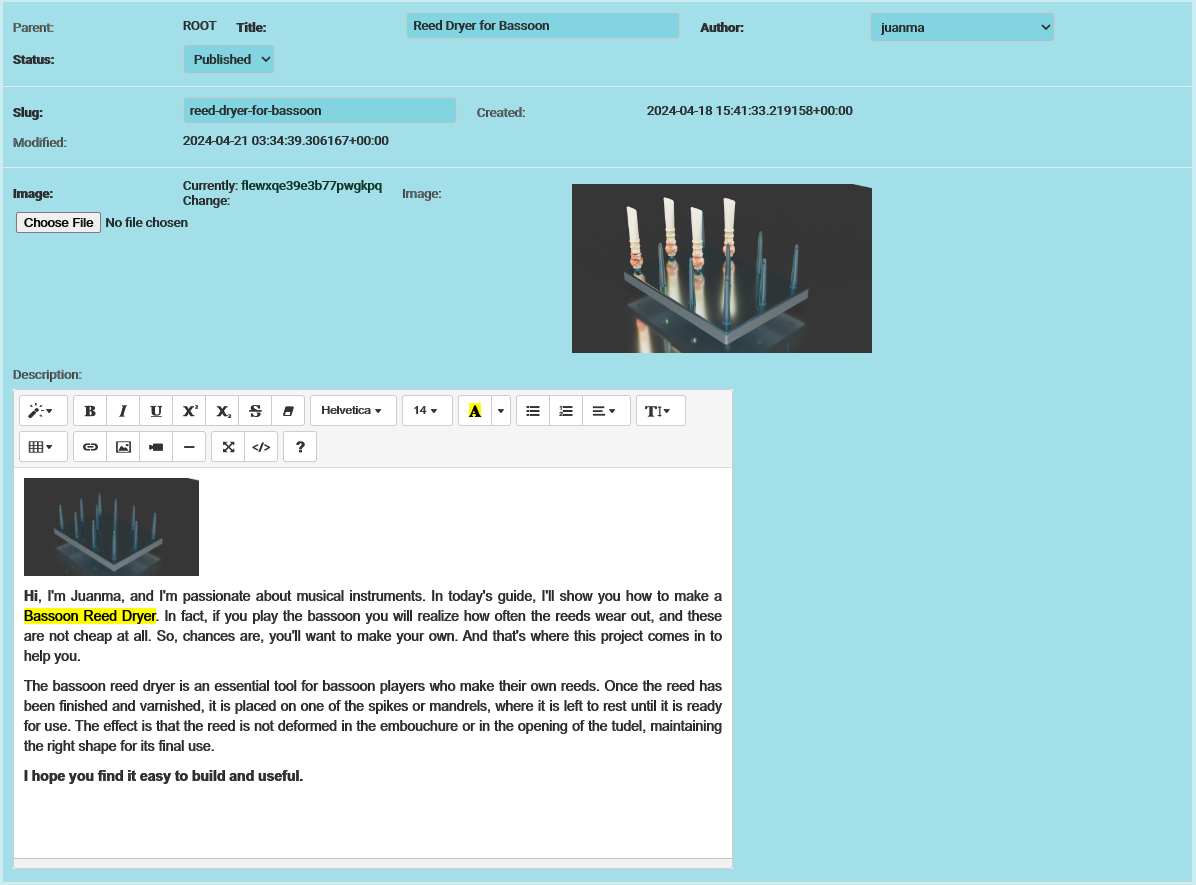 Parent: ROOT Title: Reed Dryer for Bassoon Author: juanma
Status: Published
Slug: reed-dryer-for-bassoon Created: 2024-04-18 15:41:33.219158+00:00
Modified: 2024-04-21 03:34:39.306167+00:00
Image: Currently: flewxqe39e3b77pwgkpq Image:
Change:
Choose File No file chosen
Description:
B I U X² X₂ S Helvetica 14 A T
</> ?
Hi, I'm Juanma, and I'm passionate about musical instruments. In today's guide, I'll show you how to make a
Bassoon Reed Dryer. In fact, if you play the bassoon you will realize how often the reeds wear out, and these
are not cheap at all. So, chances are, you'll want to make your own. And that's where this project comes in to
help you.
The bassoon reed dryer is an essential tool for bassoon players who make their own reeds. Once the reed has
been finished and varnished, it is placed on one of the spikes or mandrels, where it is left to rest until it is ready
for use. The effect is that the reed is not deformed in the embouchure or in the opening of the tudel, maintaining
the right shape for its final use.
I hope you find it easy to build and useful.